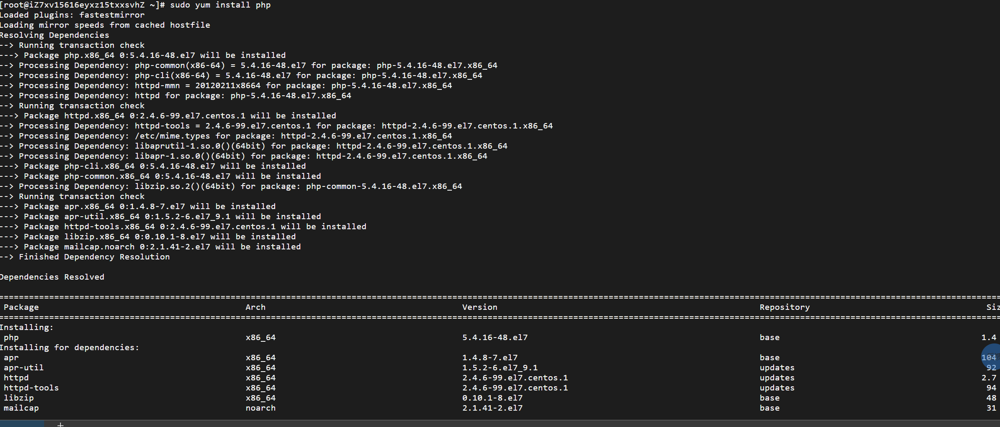 [root@iZ7xv15616eyxz15txxsvhZ ~]# sudo yum install php
Loaded plugins: fastestmirror
Loading mirror speeds from cached hostfile
Resolving Dependencies
--> Running transaction check
---> Package php.x86_64 0:5.4.16-48.el7 will be installed
--> Processing Dependency: php-common(x86-64) = 5.4.16-48.el7 for package: php-5.4.16-48.el7.x86_64
--> Processing Dependency: php-cli(x86-64) = 5.4.16-48.el7 for package: php-5.4.16-48.el7.x86_64
--> Processing Dependency: httpd-mmn = 20120211x8664 for package: php-5.4.16-48.el7.x86_64
--> Processing Dependency: httpd for package: php-5.4.16-48.el7.x86_64
--> Running transaction check
---> Package httpd.x86_64 0:2.4.6-99.el7.centos.1 will be installed
--> Processing Dependency: httpd-tools = 2.4.6-99.el7.centos.1 for package: httpd-2.4.6-99.el7.centos.1.x86_64
--> Processing Dependency: /etc/mime.types for package: httpd-2.4.6-99.el7.centos.1.x86_64
--> Processing Dependency: libaprutil-1.so.0()(64bit) for package: httpd-2.4.6-99.el7.centos.1.x86_64
--> Processing Dependency: libapr-1.so.0()(64bit) for package: httpd-2.4.6-99.el7.centos.1.x86_64
---> Package php-cli.x86_64 0:5.4.16-48.el7 will be installed
---> Package php-common.x86_64 0:5.4.16-48.el7 will be installed
--> Processing Dependency: libzip.so.2()(64bit) for package: php-common-5.4.16-48.el7.x86_64
--> Running transaction check
---> Package apr.x86_64 0:1.4.8-7.el7 will be installed
---> Package apr-util.x86_64 0:1.5.2-6.el7_9.1 will be installed
---> Package httpd-tools.x86_64 0:2.4.6-99.el7.centos.1 will be installed
---> Package libzip.x86_64 0:0.10.1-8.el7 will be installed
---> Package mailcap.noarch 0:2.1.41-2.el7 will be installed
--> Finished Dependency Resolution
Dependencies Resolved
Package Arch Version Repository Siz
Installing:
php x86_64 5.4.16-48.el7 base 1.4
Installing for dependencies:
apr x86_64 1.4.8-7.el7 base 104
apr-util x86_64 1.5.2-6.el7_9.1 updates 92
httpd x86_64 2.4.6-99.el7.centos.1 updates 2.7
httpd-tools x86_64 2.4.6-99.el7.centos.1 updates 94
libzip x86_64 0.10.1-8.el7 base 48
mailcap noarch 2.1.41-2.el7 base 31